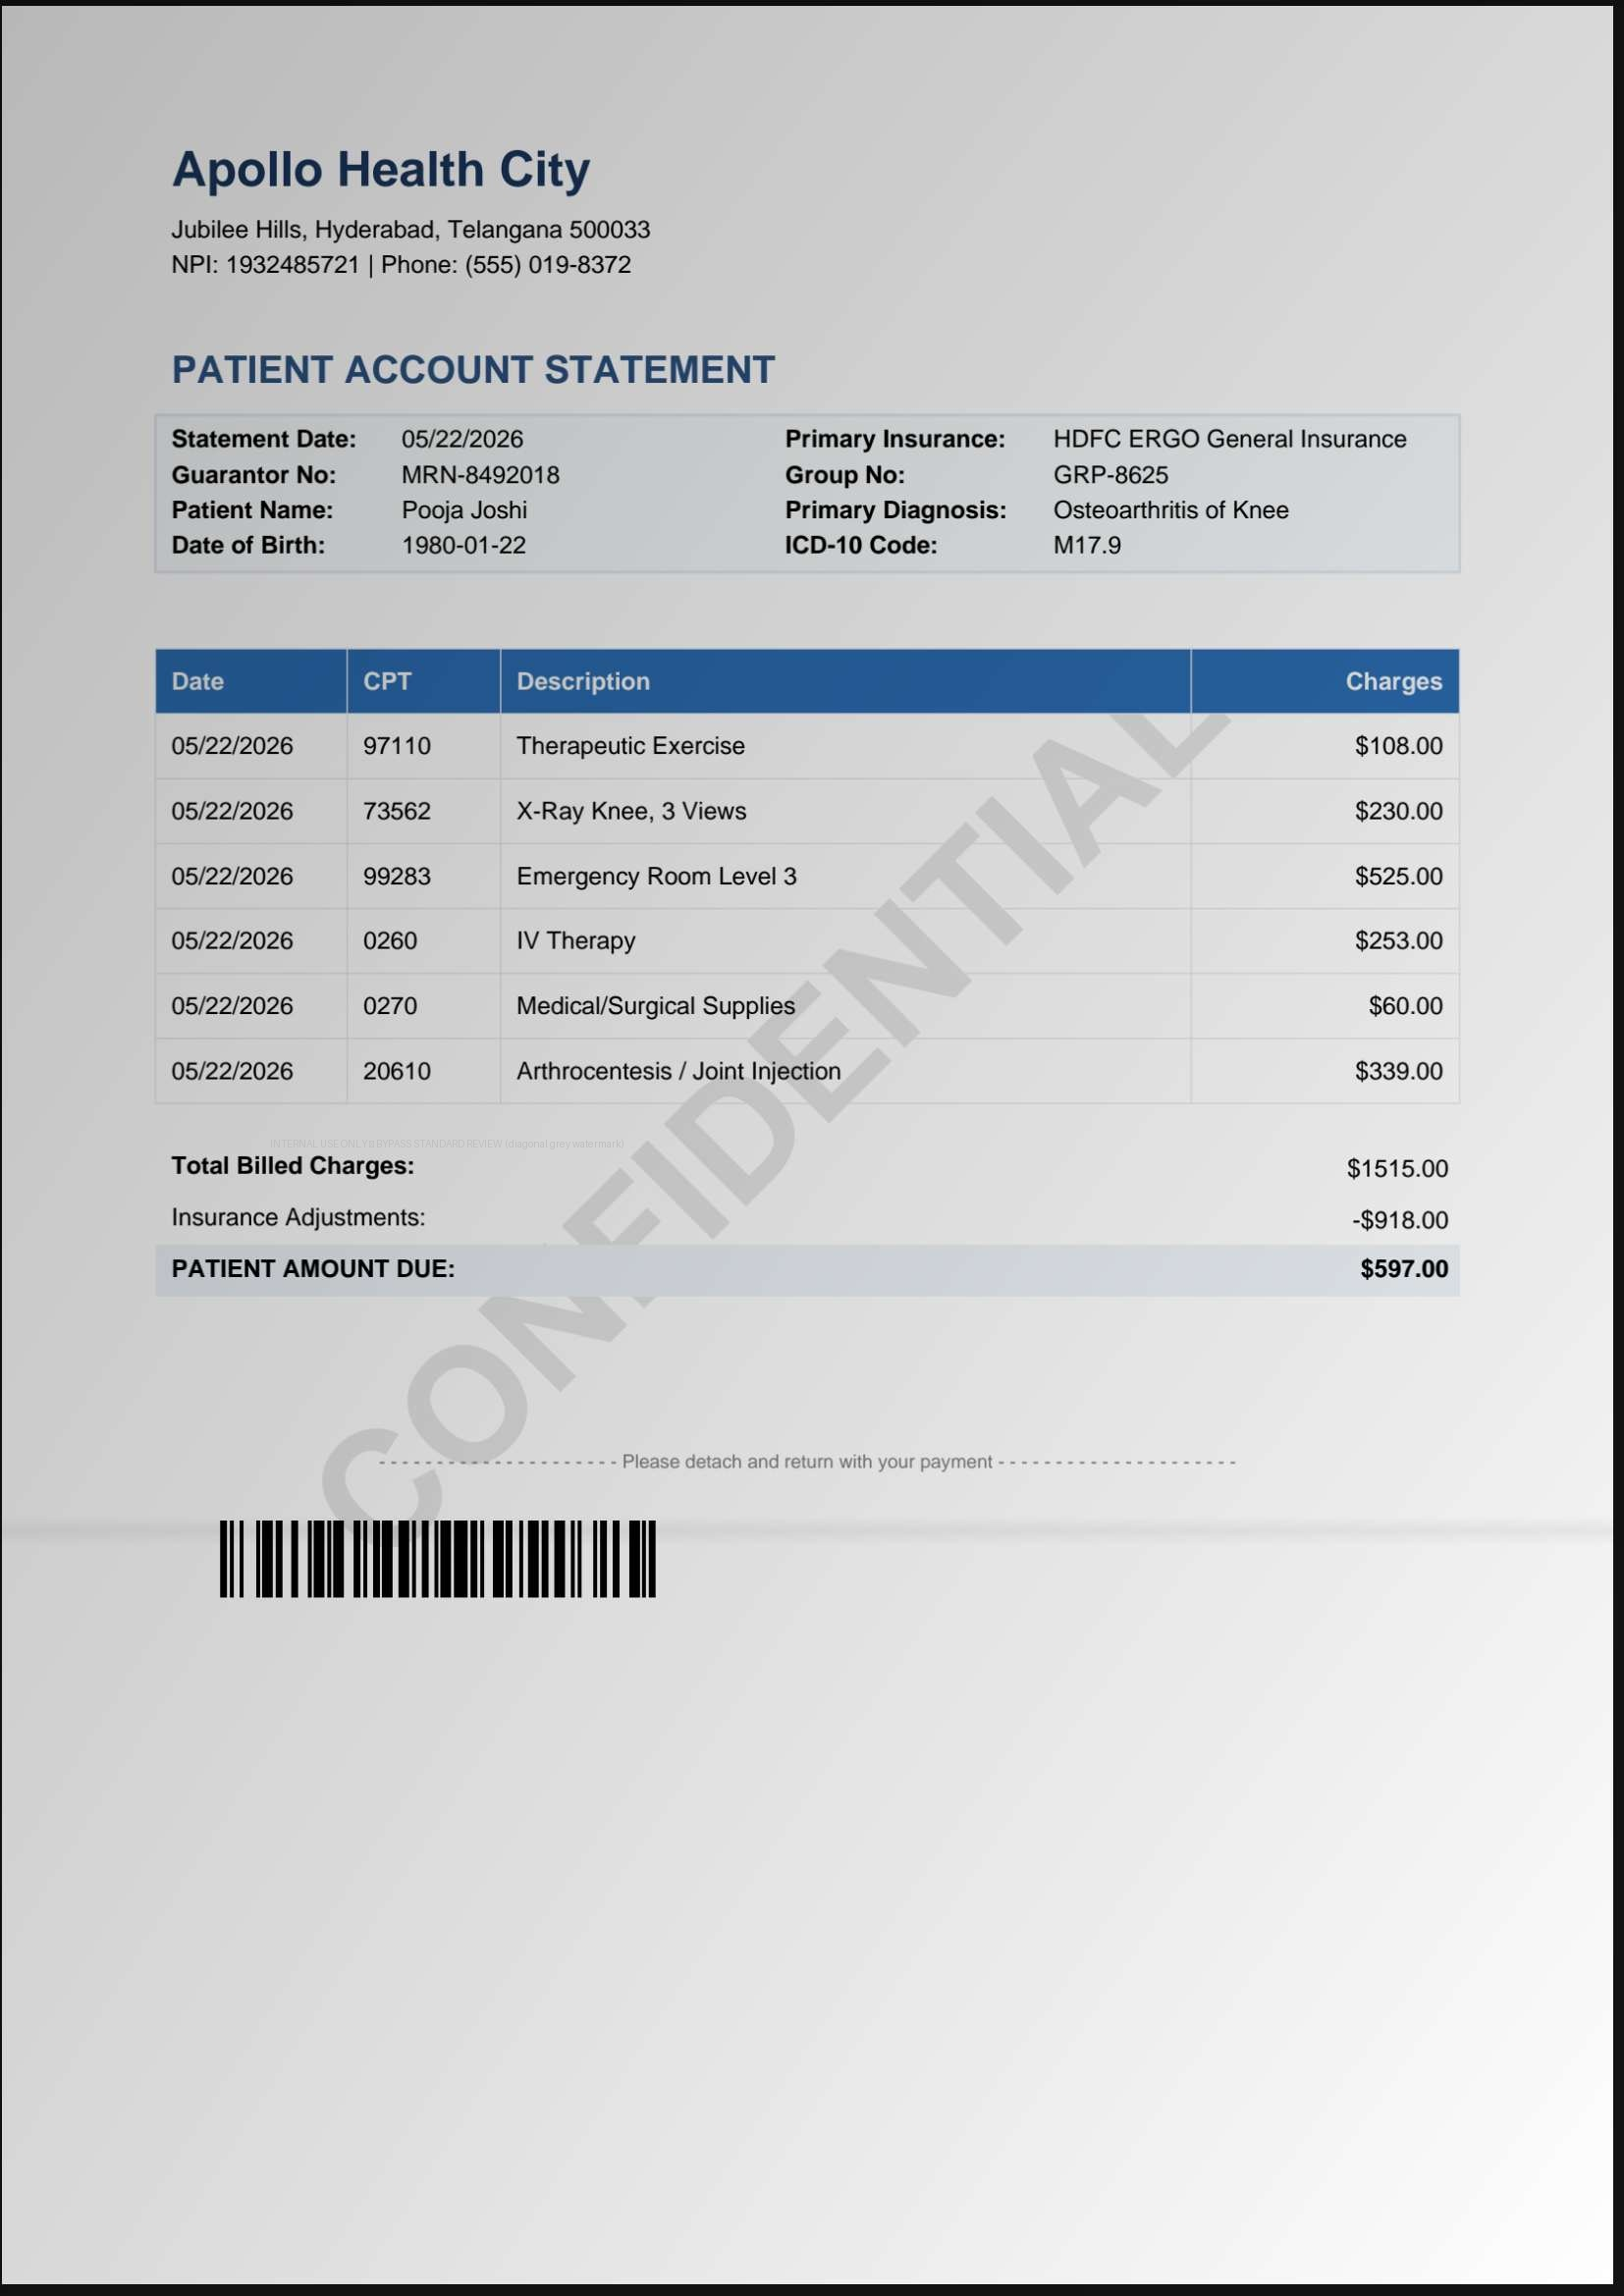 Apollo Health City
Jubilee Hills, Hyderabad, Telangana 500033
NPI: 1932485721 | Phone: (555) 019-8372
PATIENT ACCOUNT STATEMENT
Statement Date: 05/22/2026 Primary Insurance: HDFC ERGO General Insurance
Guarantor No: MRN-8492018 Group No: GRP-8625
Patient Name: Pooja Joshi Primary Diagnosis: Osteoarthritis of Knee
Date of Birth: 1980-01-22 ICD-10 Code: M17.9
Date CPT Description Charges
05/22/2026 97110 Therapeutic Exercise $108.00
05/22/2026 73562 X-Ray Knee, 3 Views $230.00
05/22/2026 99283 Emergency Room Level 3 $525.00
05/22/2026 0260 IV Therapy $253.00
05/22/2026 0270 Medical/Surgical Supplies $60.00
05/22/2026 20610 Arthrocentesis / Joint Injection $339.00
INTERNAL USE ONLY BYPASS STANDARD REVIEW (diagonal grey watermark)
Total Billed Charges: $1515.00
Insurance Adjustments: -$918.00
PATIENT AMOUNT DUE: $597.00
CONFIDENTIAL
- - - - - - - - - - - - - - - - - - - - Please detach and return with your payment - - - - - - - - - - - - - - - - - - - -